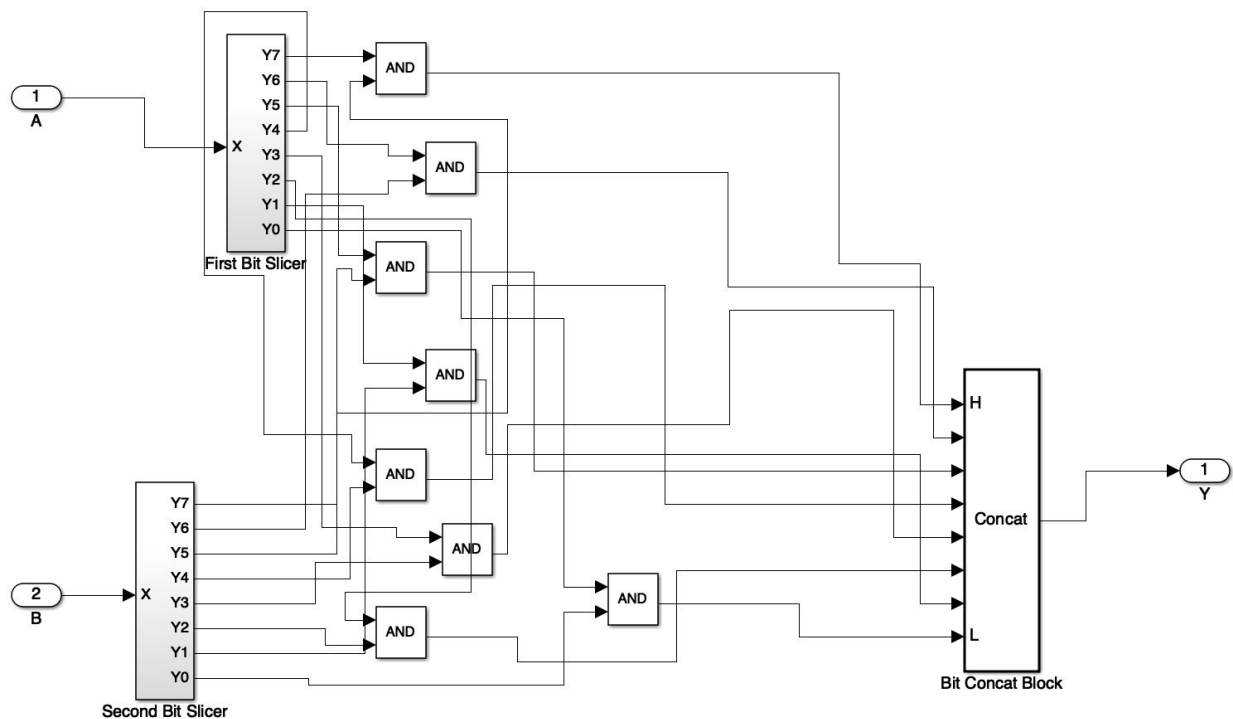 1
A
X
Y7
Y6
Y5
Y4
Y3
Y2
Y1
Y0
First Bit Slicer
AND
AND
AND
AND
AND
AND
AND
AND
2
B
X
Y7
Y6
Y5
Y4
Y3
Y2
Y1
Y0
Second Bit Slicer
H
Concat
L
Bit Concat Block
1
Y